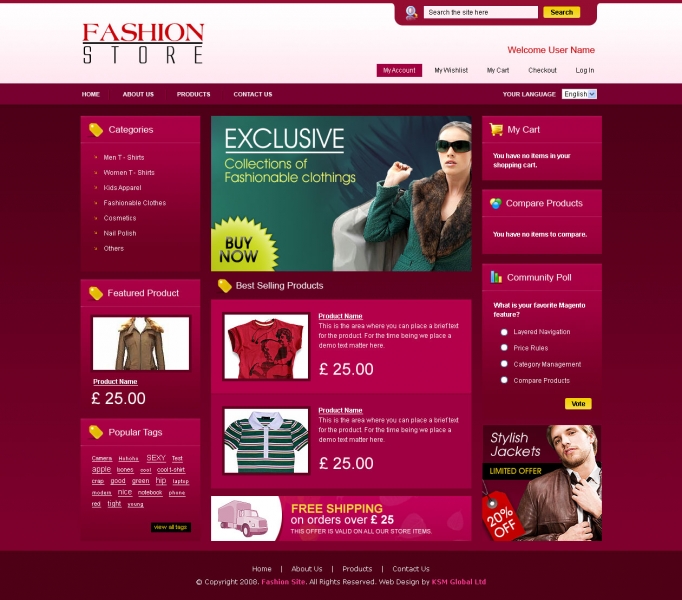 Search the site here
Search
FASHION
STORE
Welcome User Name
My Account
My Wishlist
My Cart
Checkout
Log In
HOME
ABOUT US
PRODUCTS
CONTACT US
YOUR LANGUAGE
English
Categories
Men T - Shirts
Women T - Shirts
Kids Apparel
Fashionable Clothes
Cosmetics
Nail Polish
Others
EXCLUSIVE
Collections of
Fashionable clothings
BUY
NOW
My Cart
You have no items in your
shopping cart.
Compare Products
You have no items to compare.
Featured Product
Product Name
£ 25.00
Best Selling Products
Product Name
This is the area where you can place a brief text
for the product. For the time being we place a
demo text matter here.
£ 25.00
Product Name
This is the area where you can place a brief text
for the product. For the time being we place a
demo text matter here.
£ 25.00
Community Poll
What is your favorite Magento
feature?
Layered Navigation
Price Rules
Category Management
Compare Products
Vote
Popular Tags
Camera Hohoho SEXY Test
apple bones cool cool t-shirt
crap good green hip laptop
modern nice notebook phone
red tight young
view all tags
FREE SHIPPING
on orders over £ 25
THIS OFFER IS VALID ON ALL OUR STORE ITEMS.
Stylish
Jackets
LIMITED OFFER
20%
OFF
Home | About Us | Products | Contact Us
© Copyright 2008. Fashion Site. All Rights Reserved. Web Design by KSM Global Ltd